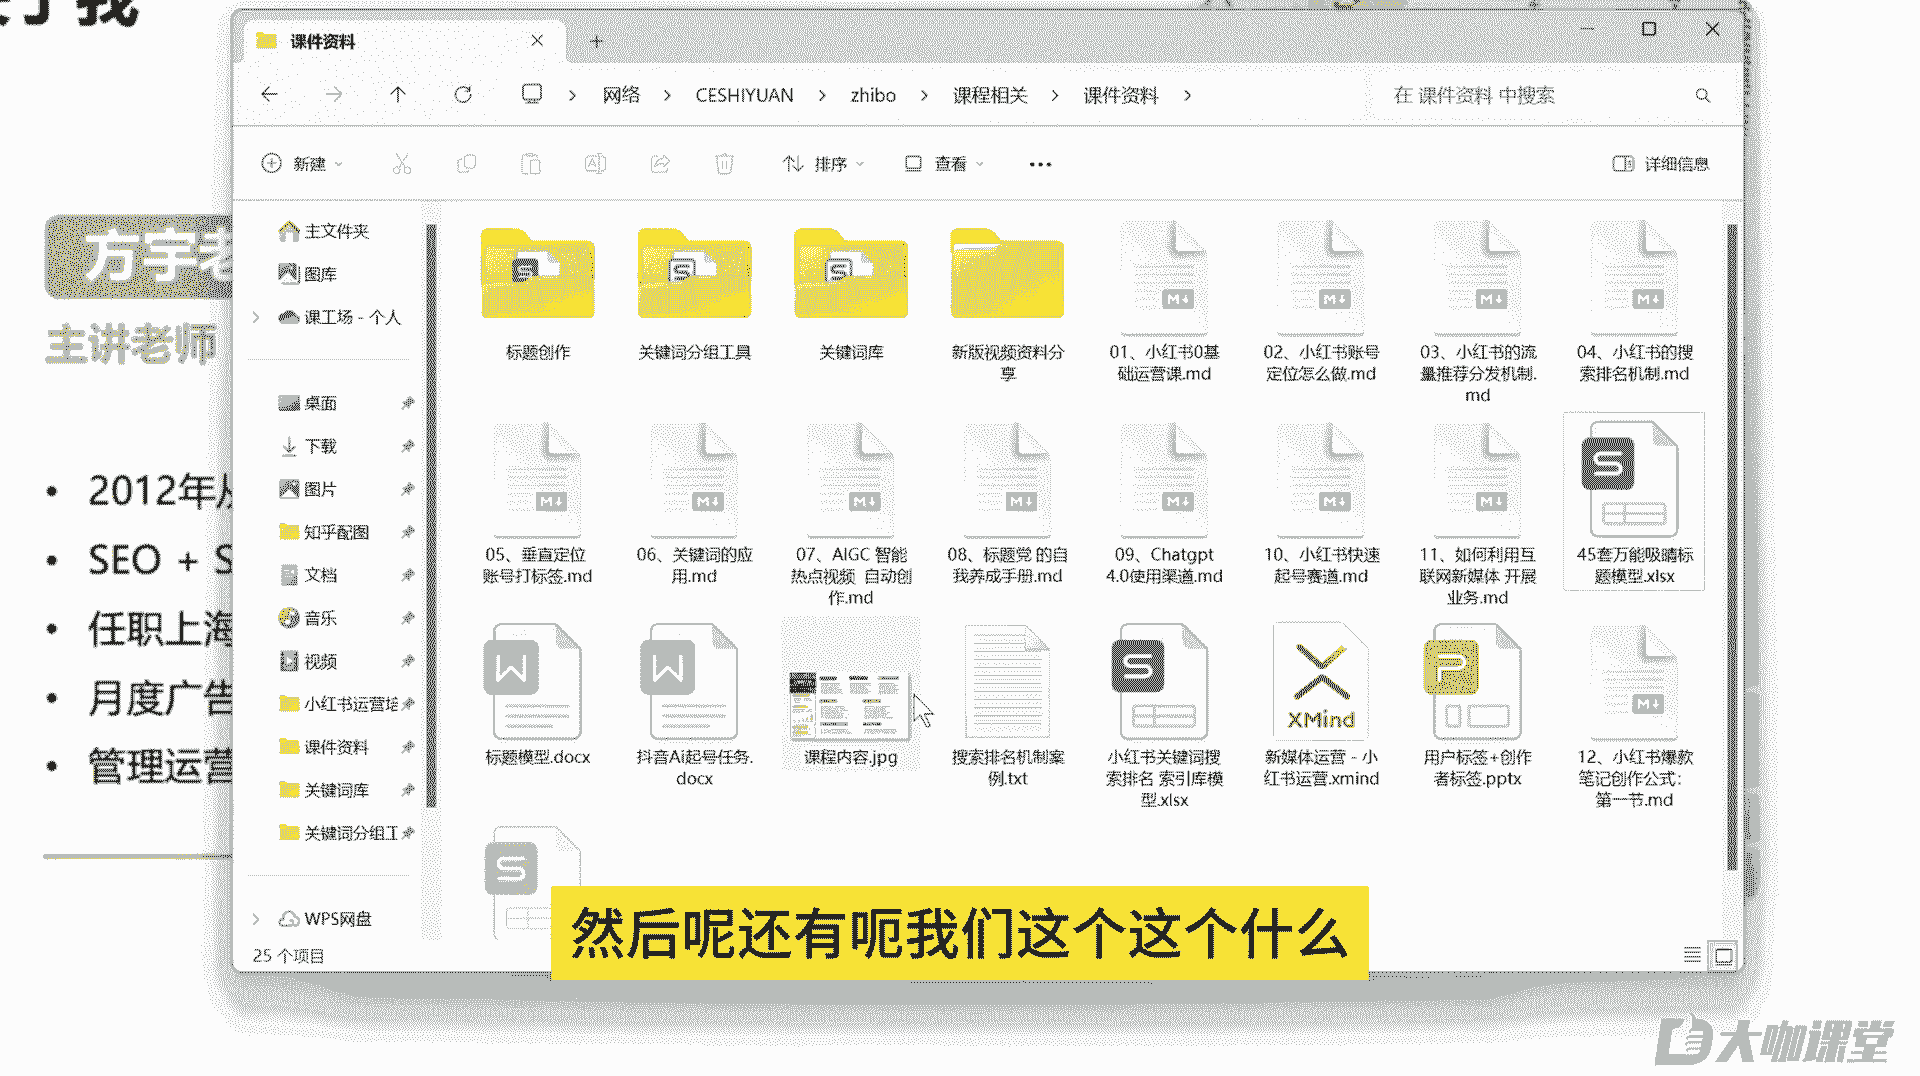 了我
课件资料
网络
CESHIYUAN
zhibo
课程相关
课件资料
在 课件资料 中搜索
新建
排序
查看
详细信息
方宇老
主讲老师
2012年从
SEO + S
任职上海
月度广告
管理运营
主文件夹
图库
课工场 - 个人
桌面
下载
图片
知乎配图
文档
音乐
视频
小红书运营培
课件资料
关键词库
关键词分组工
WPS网盘
25 个项目
标题创作
关键词分组工具
关键词库
新版视频资料分
享
01、小红书0基
础运营课.md
02、小红书账号
定位怎么做.md
03、小红书的流
量推荐分发机制.
md
04、小红书的搜
索排名机制.md
05、垂直定位
账号打标签.md
06、关键词的应
用.md
07、AIGC 智能
热点视频 自动创
作.md
08、标题党 的自
我养成手册.md
09、Chatgpt
4.0使用渠道.md
10、小红书快速
起号赛道.md
11、如何利用互
联网新媒体 开展
业务.md
45套万能吸睛标
题模型.xlsx
标题模型.docx
抖音Ai起号任务.
docx
课程内容.jpg
搜索排名机制案
例.txt
小红书关键词搜
索排名 索引库模
型.xlsx
XMind
新媒体运营 - 小
红书运营.xmind
用户标签+创作
者标签.pptx
12、小红书爆款
笔记创作公式：
第一节.md
然后呢还有呃我们这个这个什么
大咖课堂